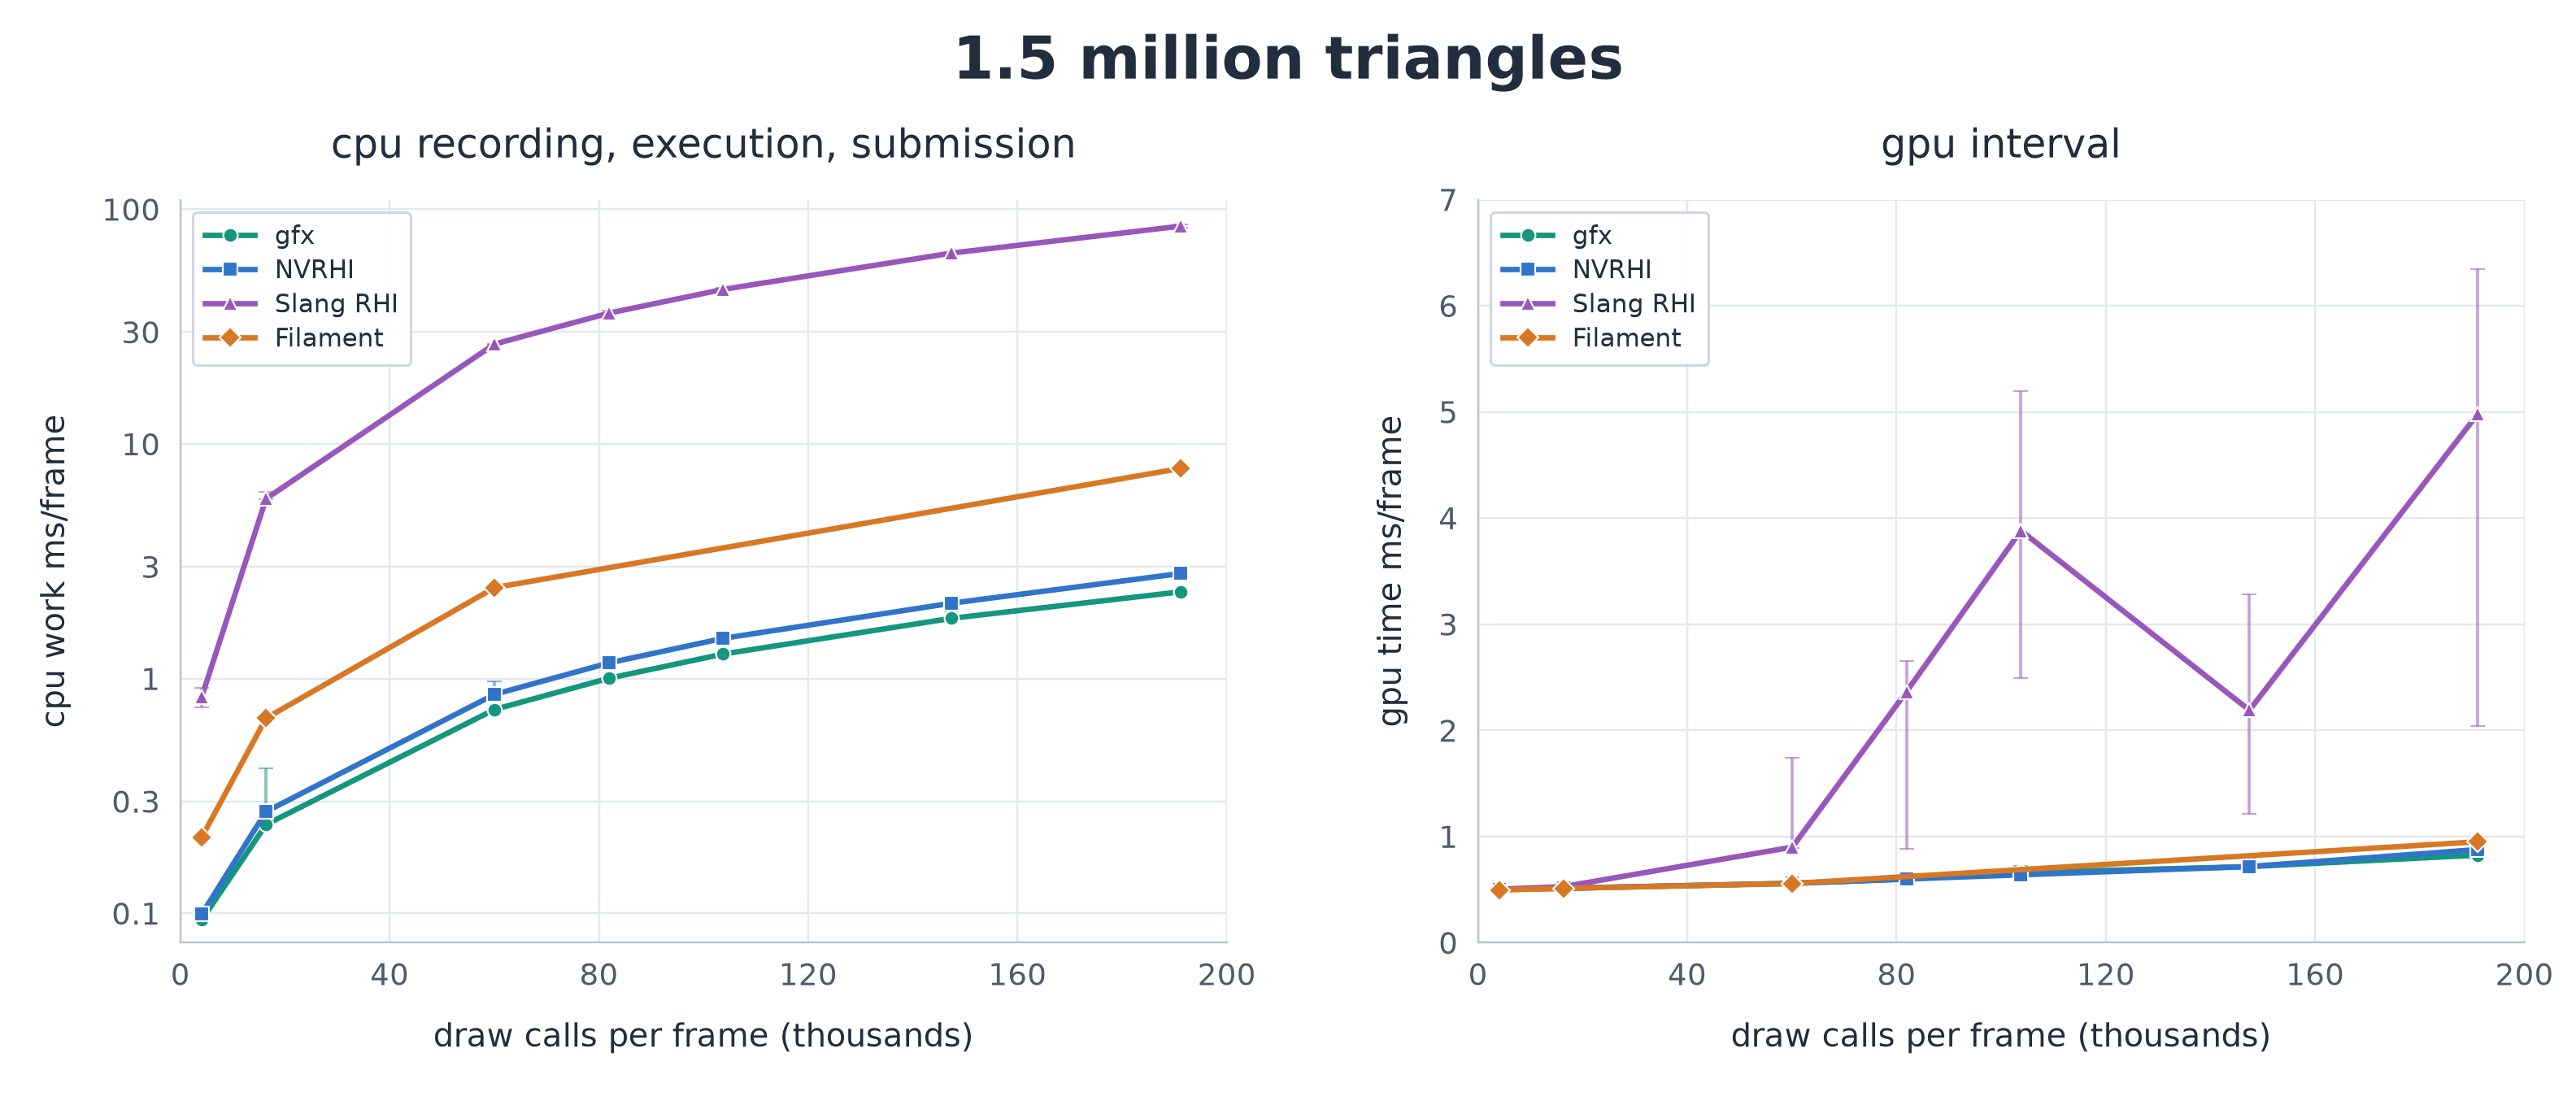 1.5 million triangles
cpu recording, execution, submission
cpu work ms/frame
100
30
10
3
1
0.3
0.1
gfx
NVRHI
Slang RHI
Filament
0 40 80 120 160 200
draw calls per frame (thousands)
gpu interval
gpu time ms/frame
7
6
5
4
3
2
1
0
gfx
NVRHI
Slang RHI
Filament
0 40 80 120 160 200
draw calls per frame (thousands)